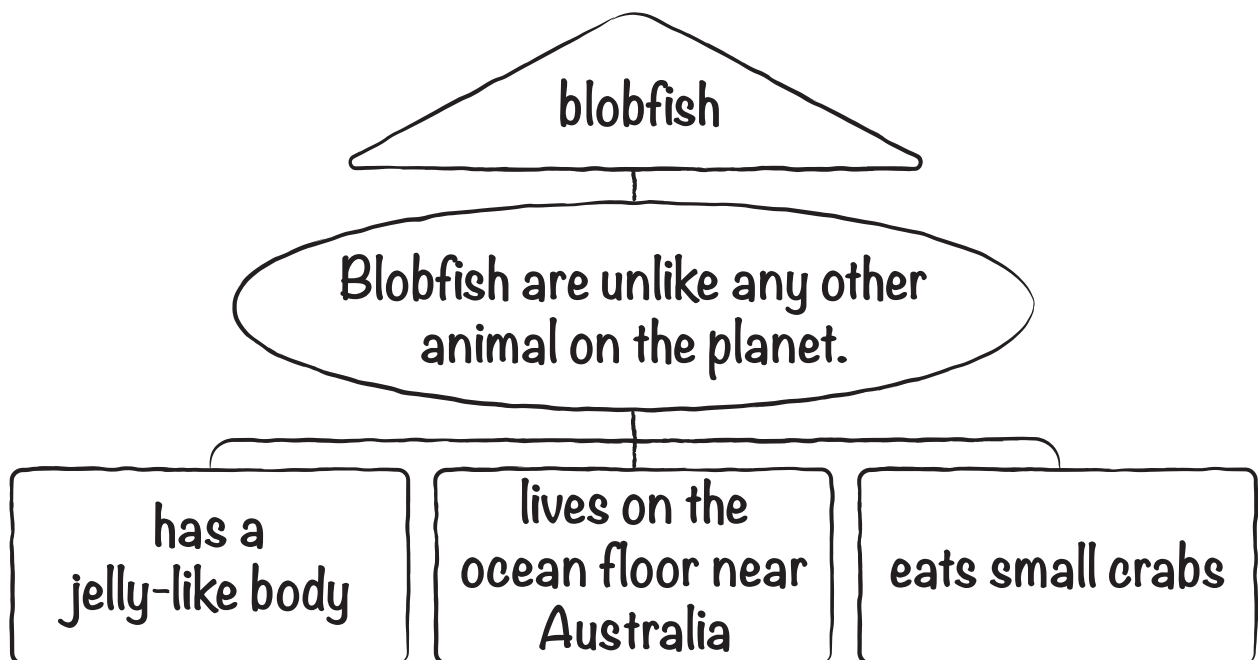 blobfish
Blobfish are unlike any other
animal on the planet.
has a
jelly-like body
lives on the
ocean floor near
Australia
eats small crabs